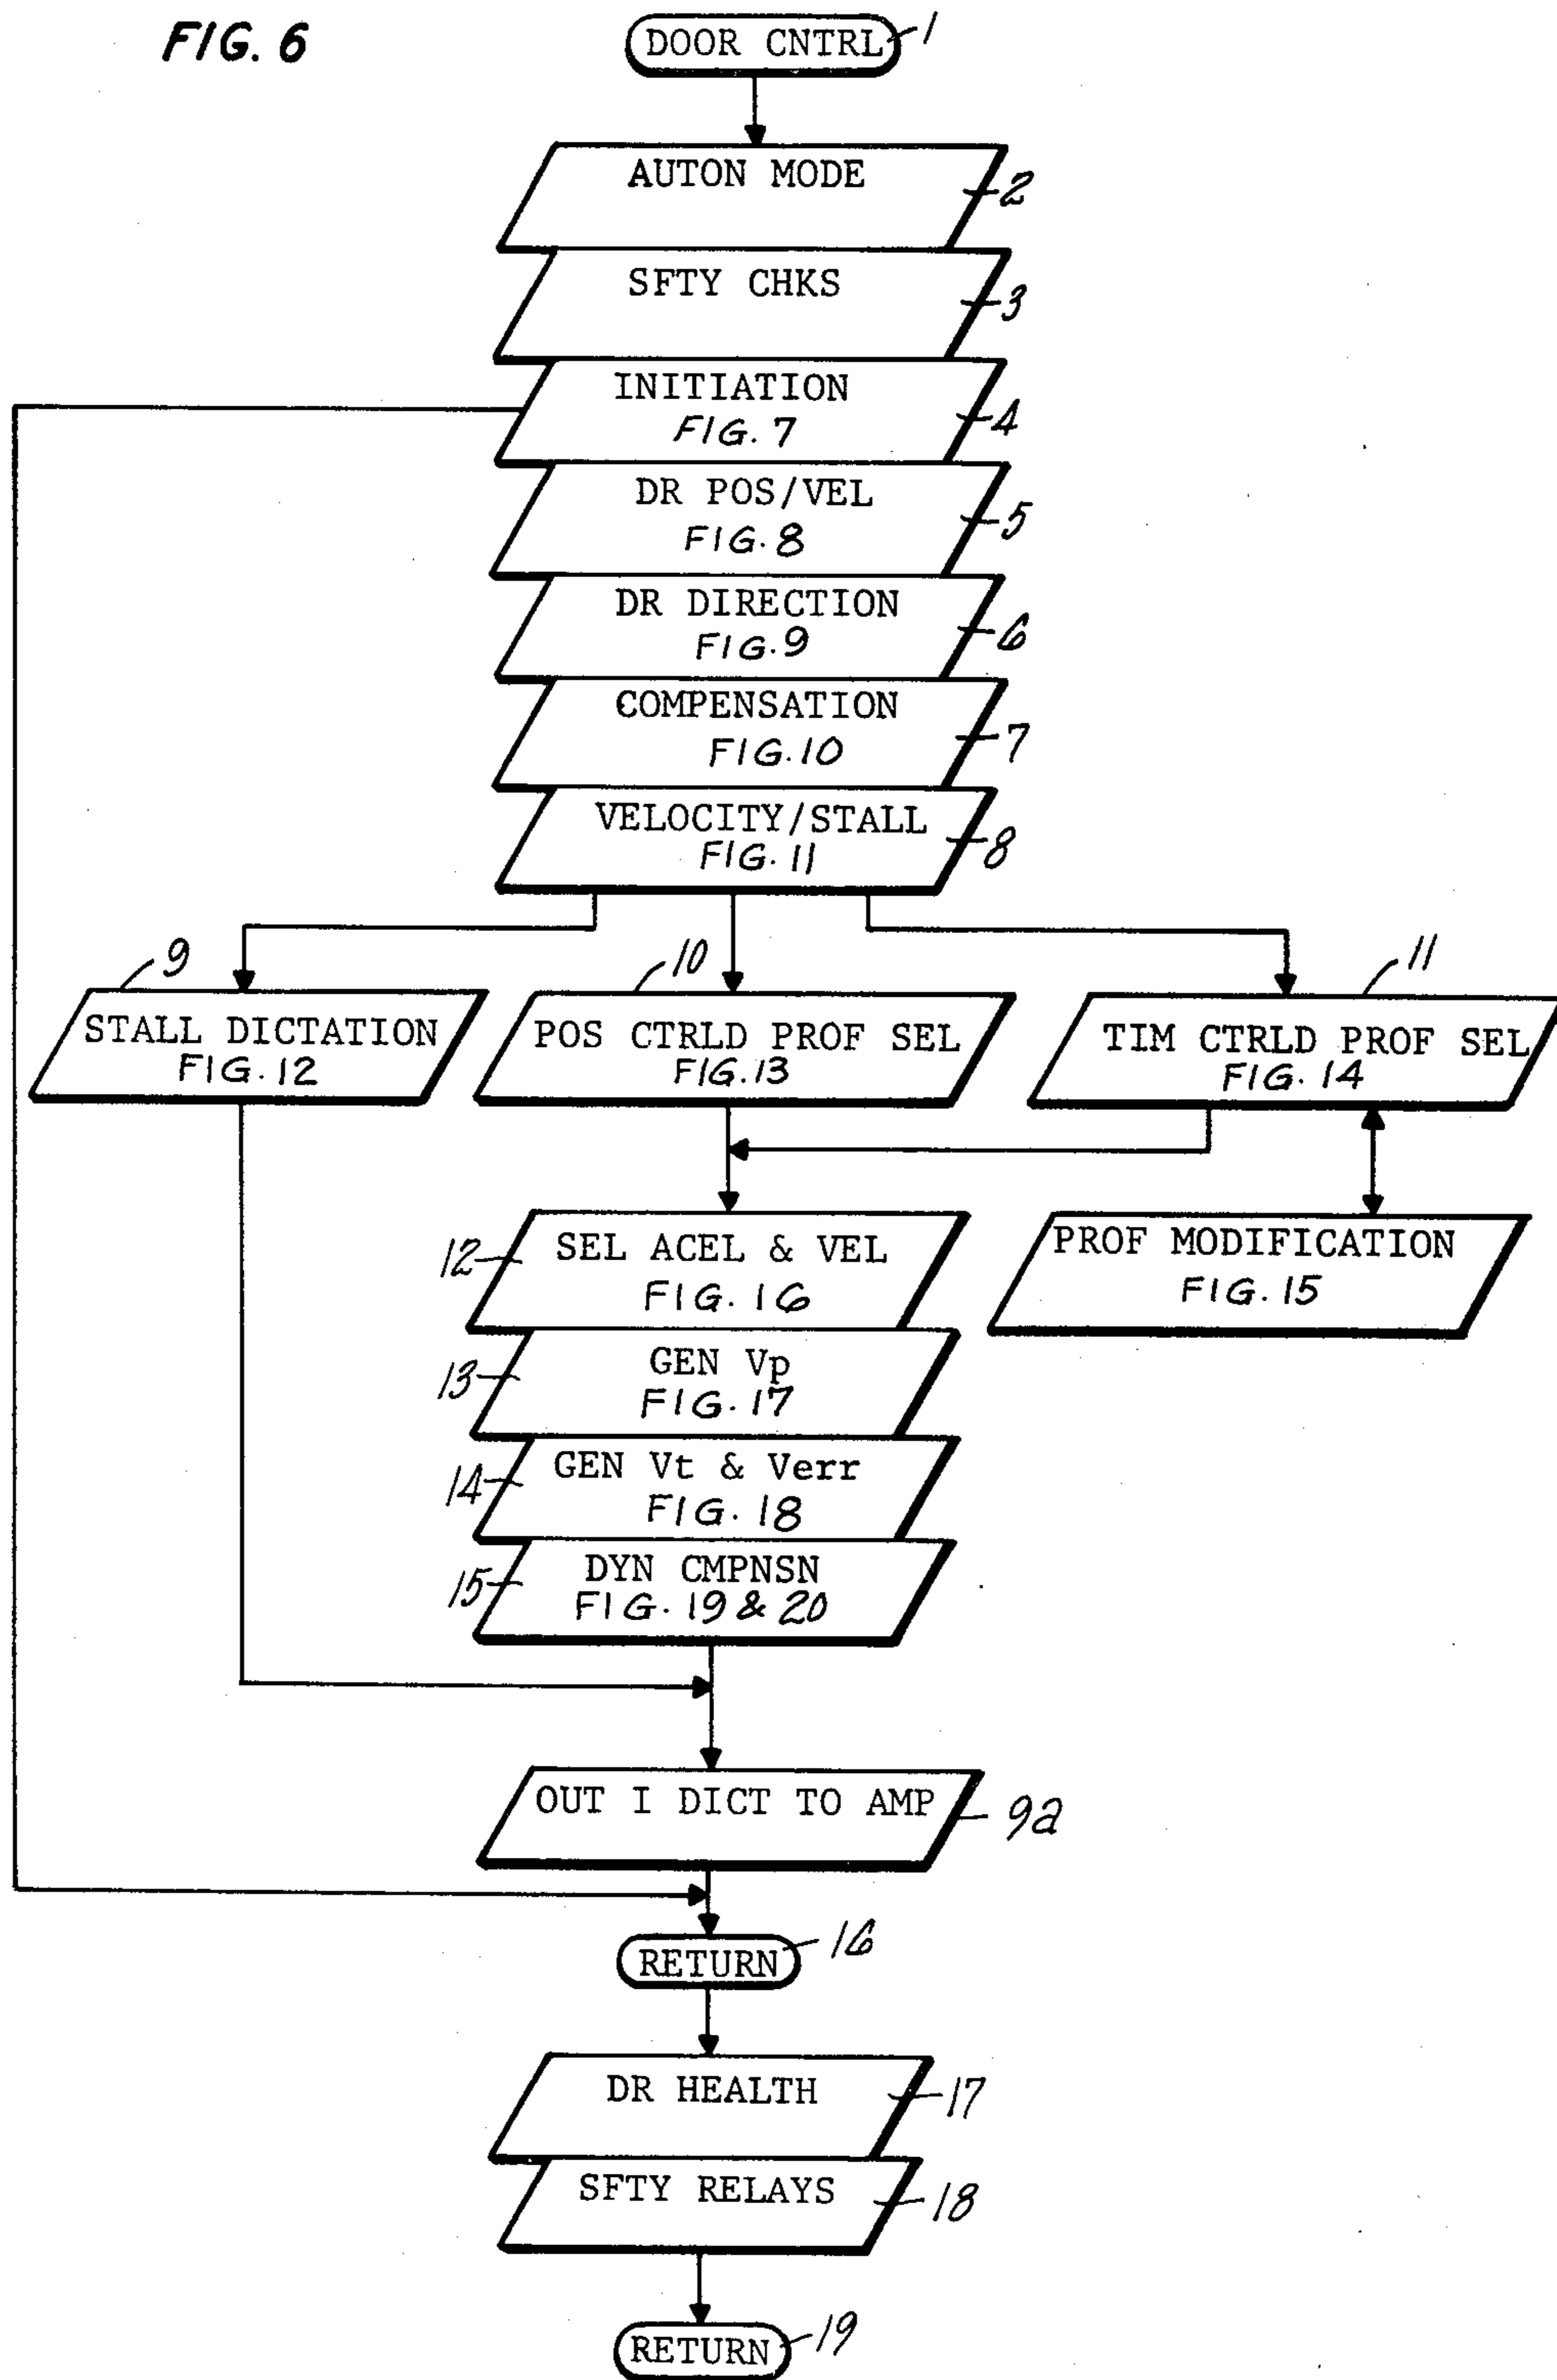 FIG. 6
DOOR CNTRL
1
AUTON MODE
2
SFTY CHKS
3
INITIATION
FIG. 7
4
DR POS/VEL
FIG. 8
5
DR DIRECTION
FIG. 9
6
COMPENSATION
FIG. 10
7
VELOCITY/STALL
FIG. 11
8
9
STALL DICTATION
FIG. 12
10
POS CTRLD PROF SEL
FIG. 13
11
TIM CTRLD PROF SEL
FIG. 14
12
SEL ACEL & VEL
FIG. 16
PROF MODIFICATION
FIG. 15
13
GEN Vp
FIG. 17
14
GEN Vt & Verr
FIG. 18
15
DYN CMPNSN
FIG. 19 & 20
OUT I DICT TO AMP
9a
RETURN
16
DR HEALTH
17
SFTY RELAYS
18
RETURN
19